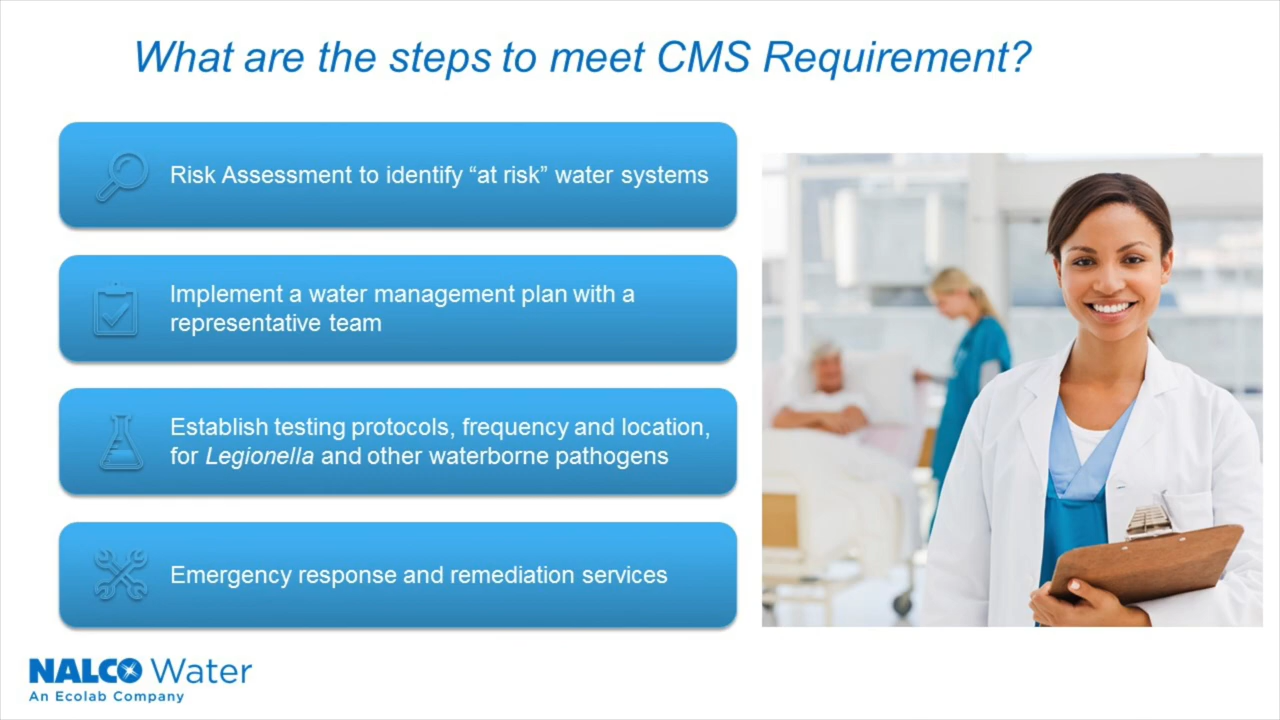 What are the steps to meet CMS Requirement?
Risk Assessment to identify “at risk” water systems
Implement a water management plan with a
representative team
Establish testing protocols, frequency and location,
for Legionella and other waterborne pathogens
Emergency response and remediation services
NALCO Water
An Ecolab Company